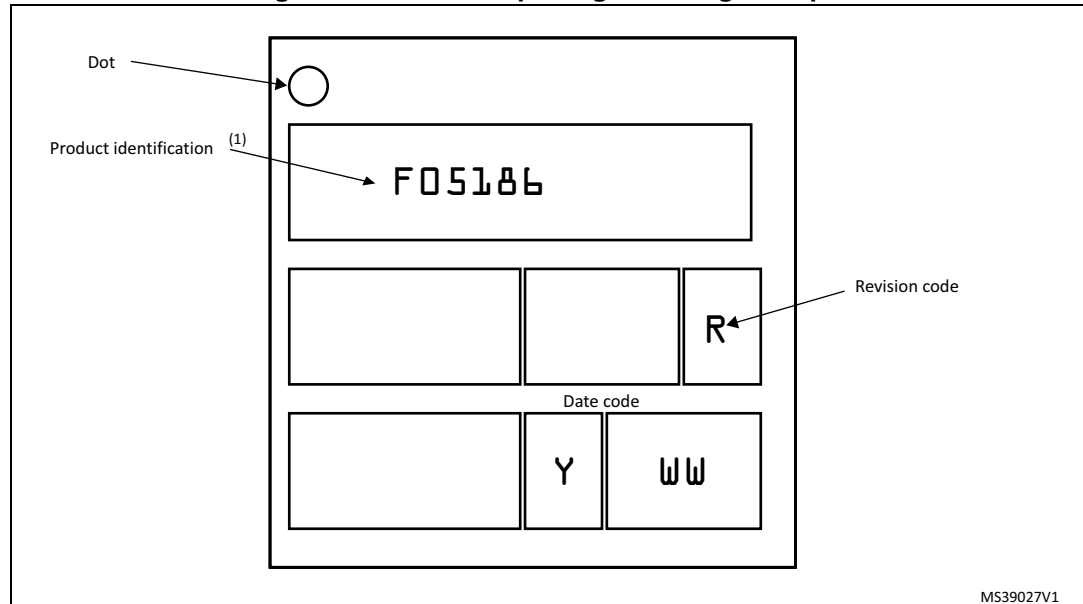 Dot
Product identification (1)
F05186
Revision code
R
Date code
Y WW
MS39027V1